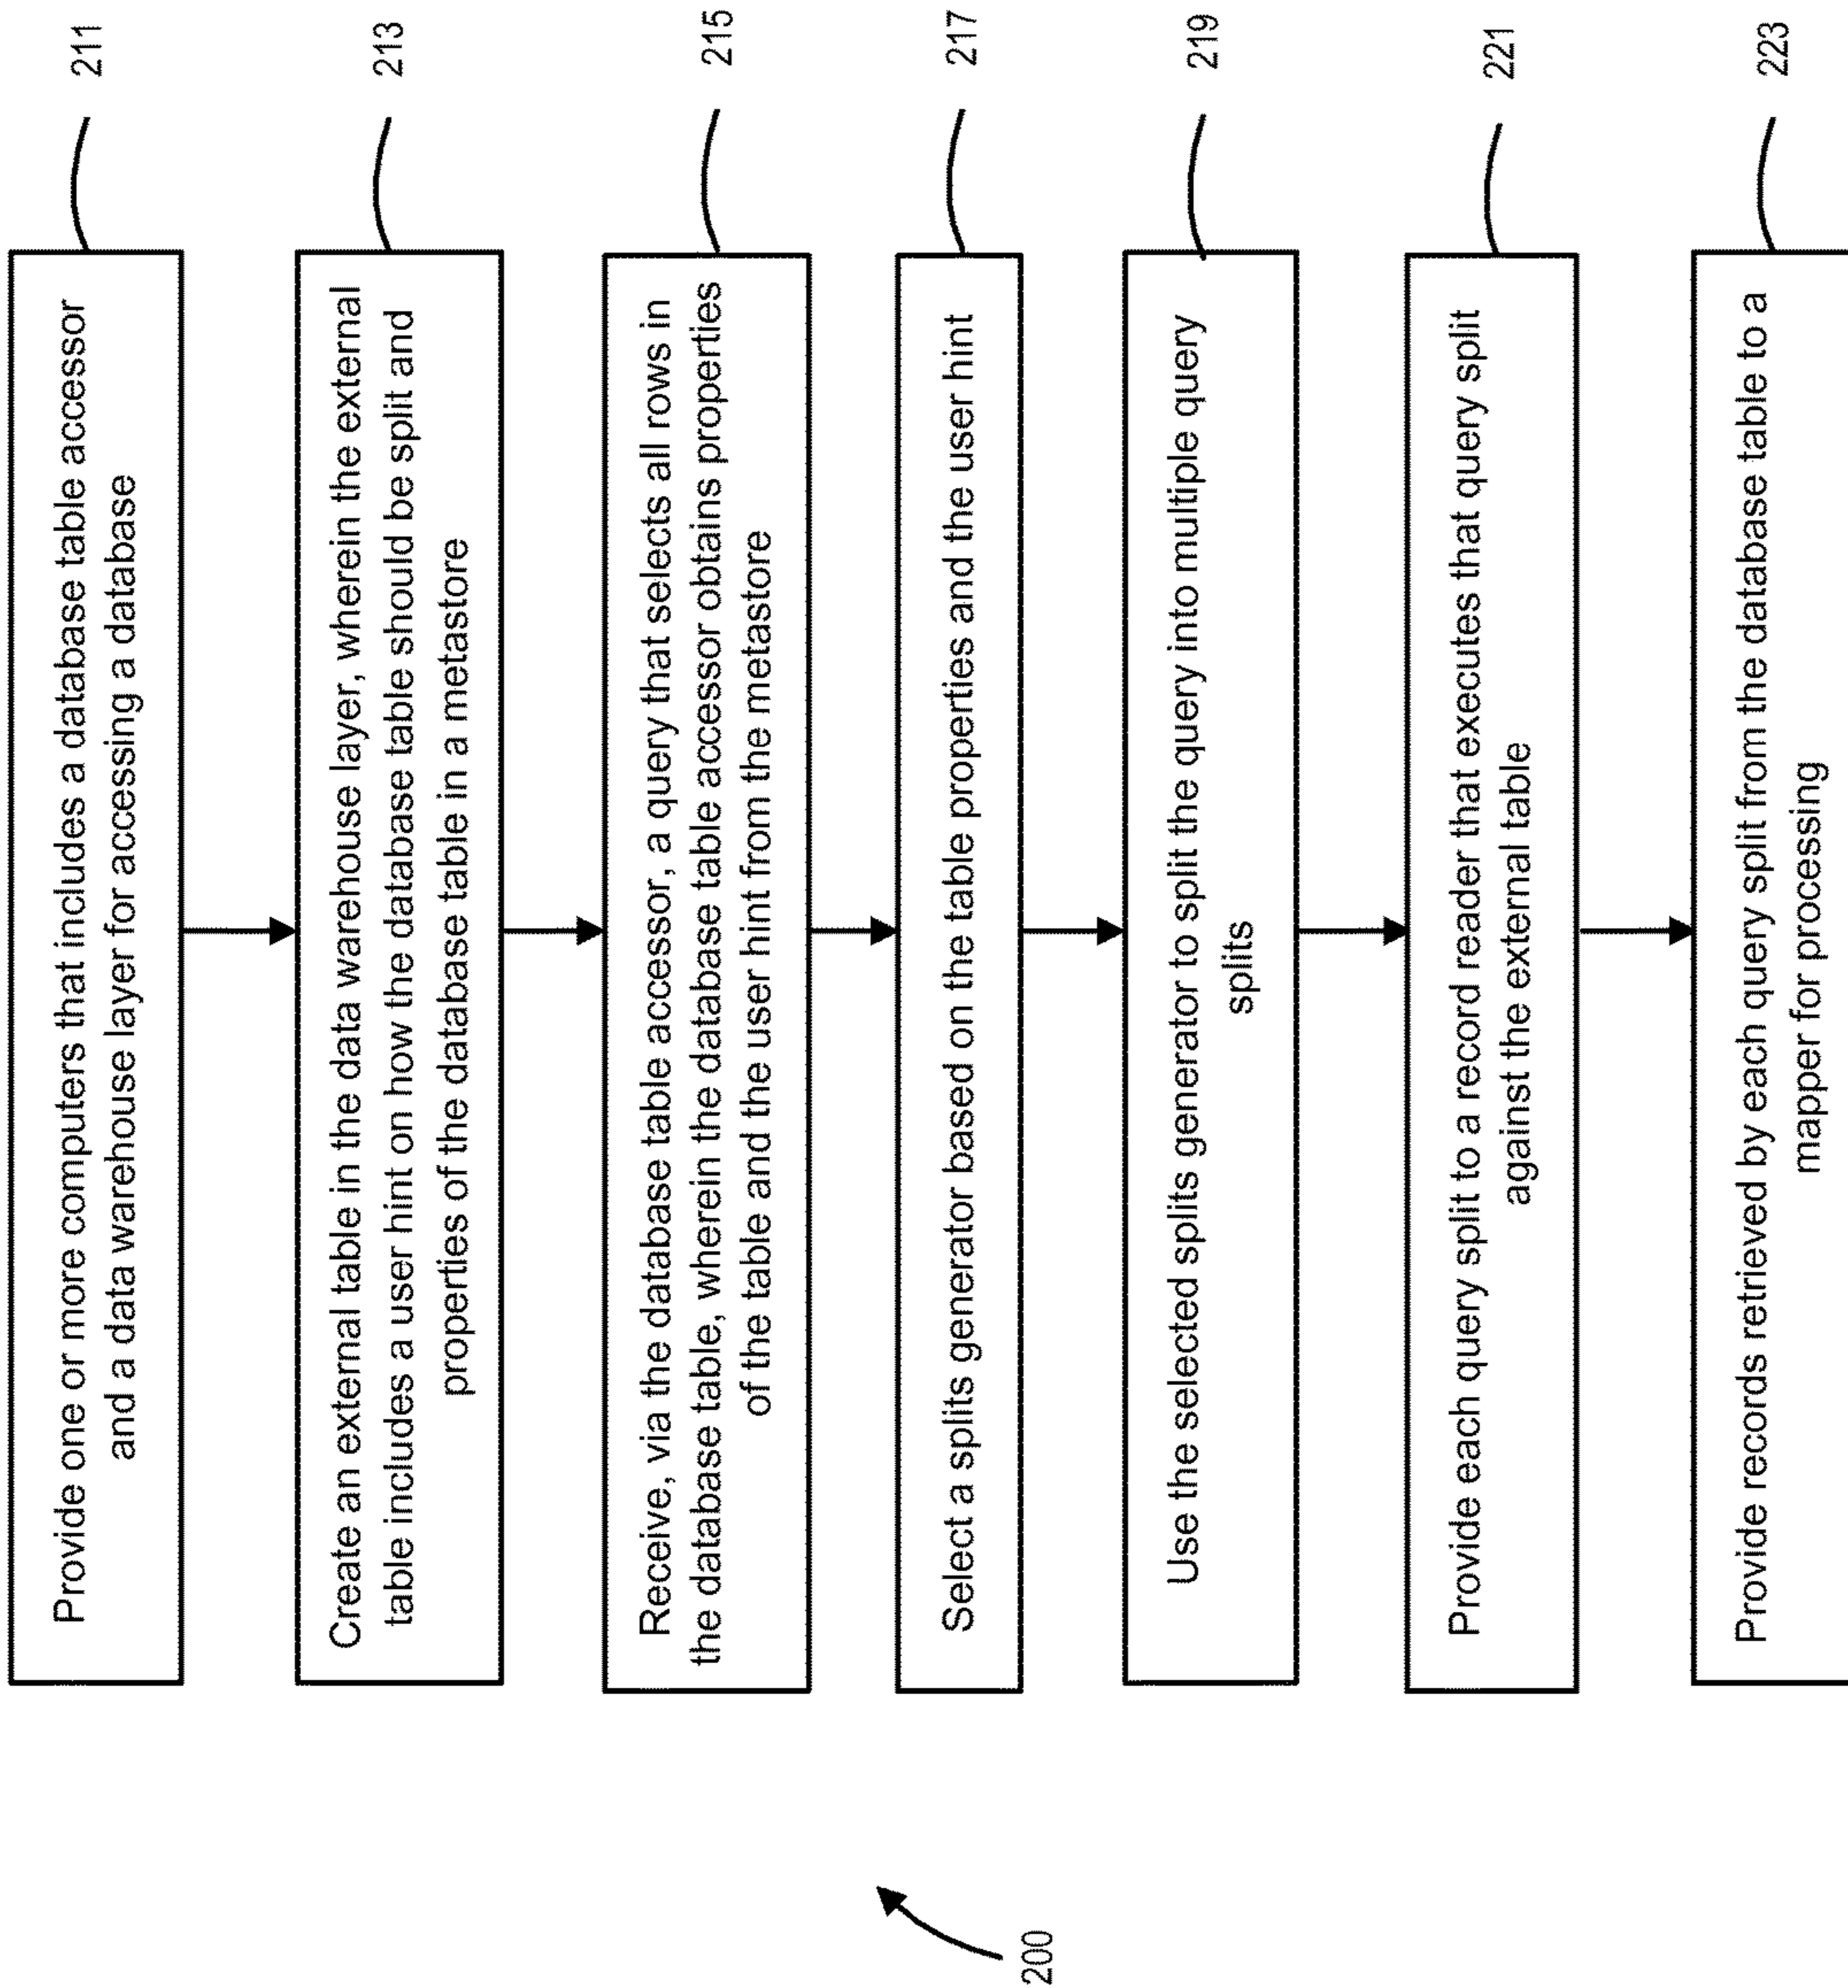 Provide one or more computers that includes a database table accessor
and a data warehouse layer for accessing a database
211
Create an external table in the data warehouse layer, wherein the external
table includes a user hint on how the database table should be split and
properties of the database table in a metastore
213
Receive, via the database table accessor, a query that selects all rows in
the database table, wherein the database table accessor obtains properties
of the table and the user hint from the metastore
215
Select a splits generator based on the table properties and the user hint
217
Use the selected splits generator to split the query into multiple query
splits
219
Provide each query split to a record reader that executes that query split
against the external table
221
Provide records retrieved by each query split from the database table to a
mapper for processing
223
200